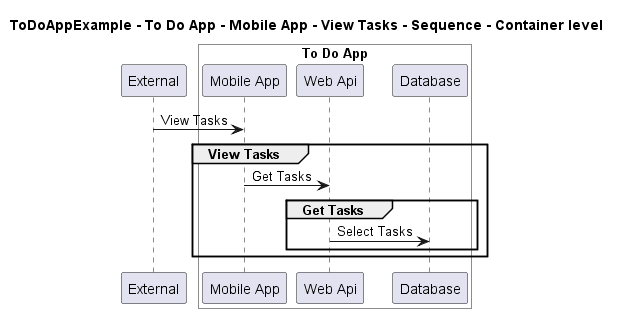 ToDoAppExample - To Do App - Mobile App - View Tasks - Sequence - Container level
To Do App
External Mobile App Web Api Database
View Tasks
View Tasks
Get Tasks
Get Tasks
Select Tasks
External Mobile App Web Api Database